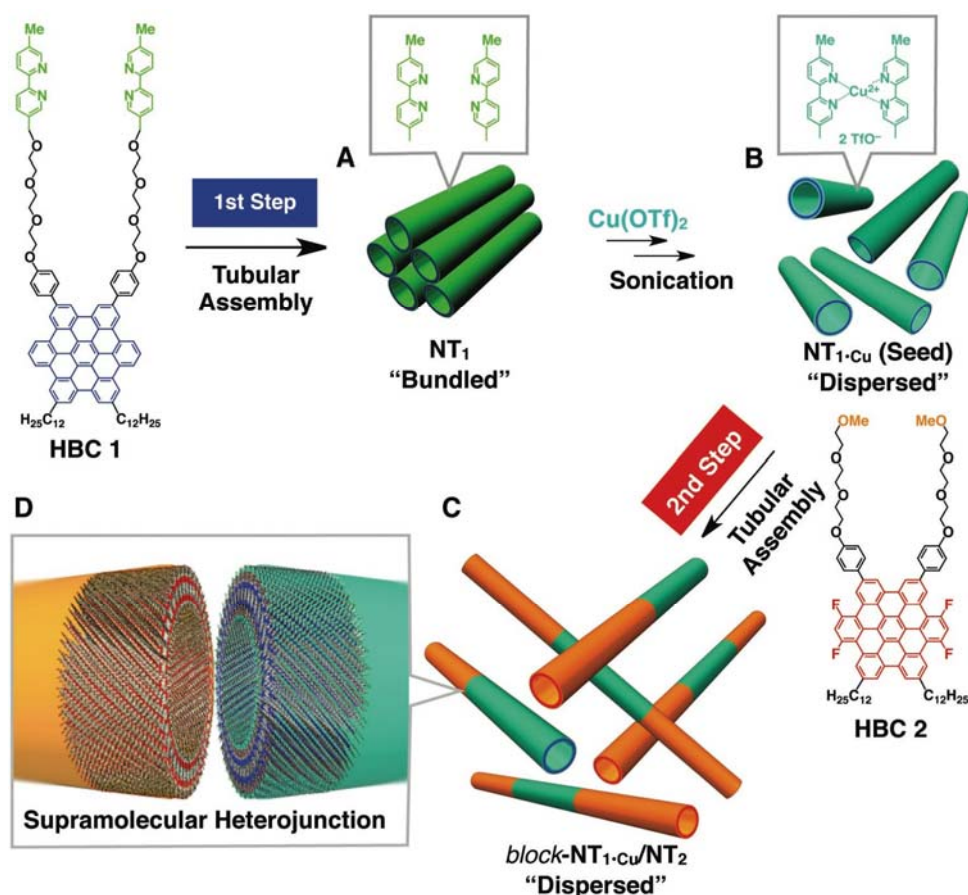 Me Me
N N
N N
O O
O O
O O
O O
H25C12 C12H25
HBC 1
1st Step
Tubular
Assembly
A
Me Me
N N
N N
NT1
“Bundled”
Cu(OTf)2
Sonication
B
Me Me
N N
Cu2+
N N
2 TfO–
NT1·Cu (Seed)
“Dispersed”
2nd Step
Tubular
Assembly
OMe MeO
O O
O O
O O
F F
F F
H25C12 C12H25
HBC 2
C
block-NT1·Cu/NT2
“Dispersed”
D
Supramolecular Heterojunction